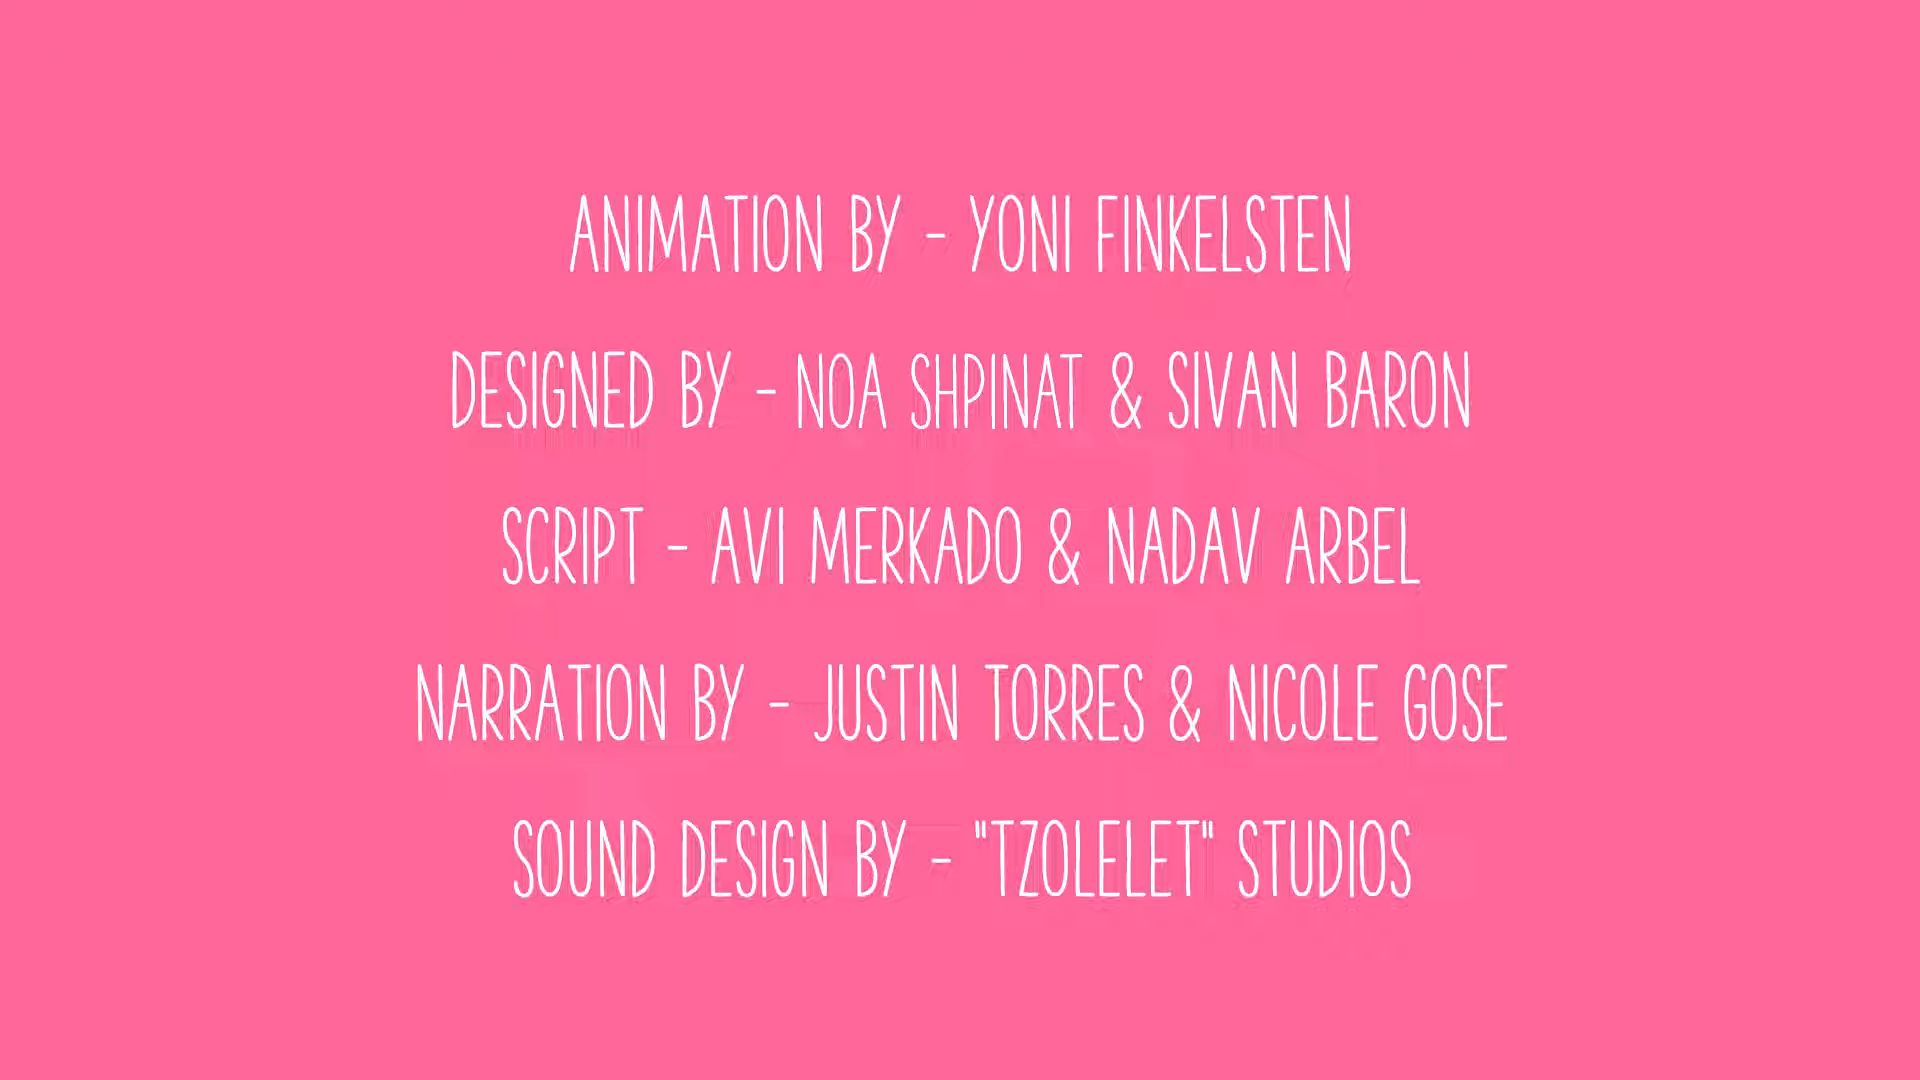 ANIMATION BY - YONI FINKELSTEN
DESIGNED BY - NOA SHPINAT & SIVAN BARON
SCRIPT - AVI MERKADO & NADAV ARBEL
NARRATION BY - JUSTIN TORRES & NICOLE GOSE
SOUND DESIGN BY - "TZOLELET" STUDIOS